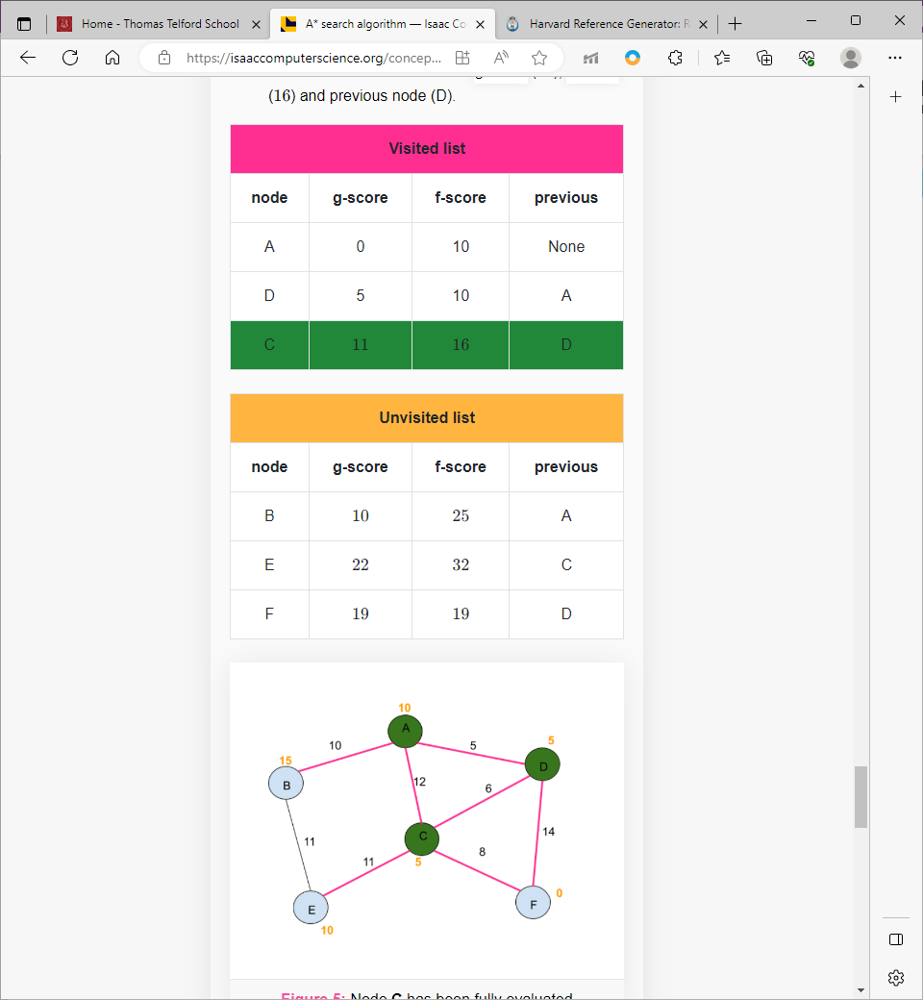 Home - Thomas Telford School
A* search algorithm — Isaac Co
Harvard Reference Generator: R
https://isaaccomputerscience.org/concep...
(16) and previous node (D).
Visited list
node g-score f-score previous
A 0 10 None
D 5 10 A
C 11 16 D
Unvisited list
node g-score f-score previous
B 10 25 A
E 22 32 C
F 19 19 D
10
A
10 5 5
15 D
B 12 6
C 14
11 11 8
5
E F 0
10
Figure 5: Node C has been fully evaluated